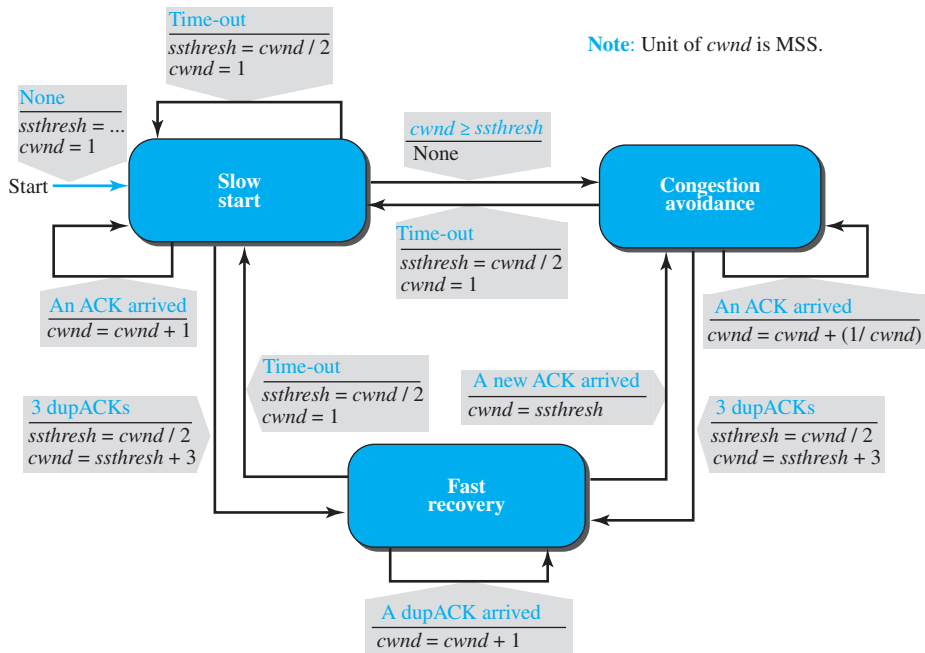 Time-out
ssthresh = cwnd / 2
cwnd = 1
Note: Unit of cwnd is MSS.
None
ssthresh = ...
cwnd = 1
Start
Slow
start
cwnd ≥ ssthresh
None
Congestion
avoidance
Time-out
ssthresh = cwnd / 2
cwnd = 1
An ACK arrived
cwnd = cwnd + 1
An ACK arrived
cwnd = cwnd + (1/ cwnd)
Time-out
ssthresh = cwnd / 2
cwnd = 1
A new ACK arrived
cwnd = ssthresh
3 dupACKs
ssthresh = cwnd / 2
cwnd = ssthresh + 3
3 dupACKs
ssthresh = cwnd / 2
cwnd = ssthresh + 3
Fast
recovery
A dupACK arrived
cwnd = cwnd + 1